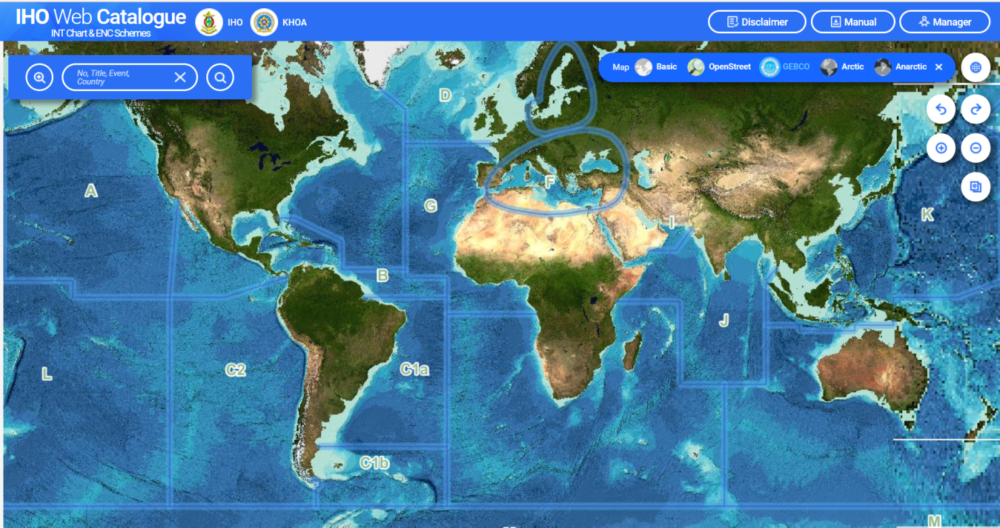 IHO Web Catalogue
INT Chart & ENC Schemes
IHO
KHOA
Disclaimer
Manual
Manager
No, Title, Event,
Country
Map
Basic
OpenStreet
GEBCO
Arctic
Anarctic
D
A
F
G
I
K
B
J
L
C2
C1a
C1b
M